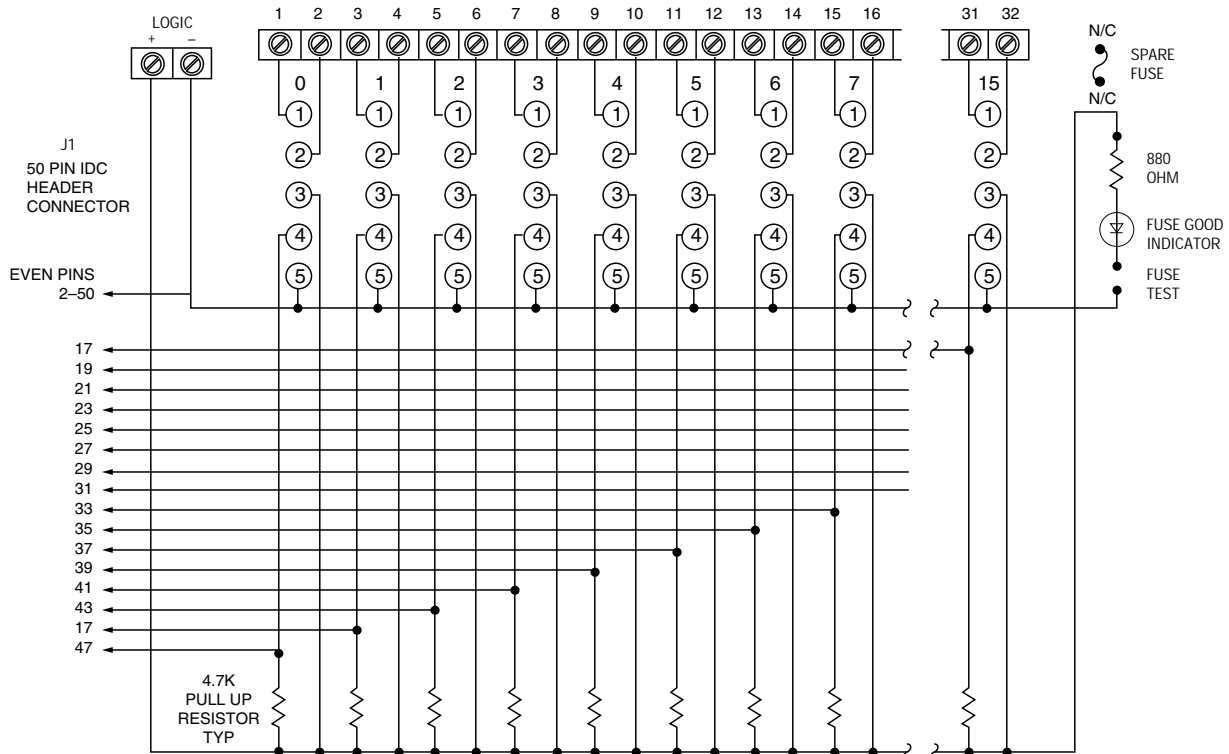 LOGIC
+ –
1 2 3 4 5 6 7 8 9 10 11 12 13 14 15 16 31 32
N/C
SPARE
FUSE
N/C
0 1 2 3 4 5 6 7 15
1 1 1 1 1 1 1 1 1
2 2 2 2 2 2 2 2 2
3 3 3 3 3 3 3 3 3
4 4 4 4 4 4 4 4 4
5 5 5 5 5 5 5 5 5
J1
50 PIN IDC
HEADER
CONNECTOR
880
OHM
FUSE GOOD
INDICATOR
FUSE
TEST
EVEN PINS
2–50
17
19
21
23
25
27
29
31
33
35
37
39
41
43
17
47
4.7K
PULL UP
RESISTOR
TYP